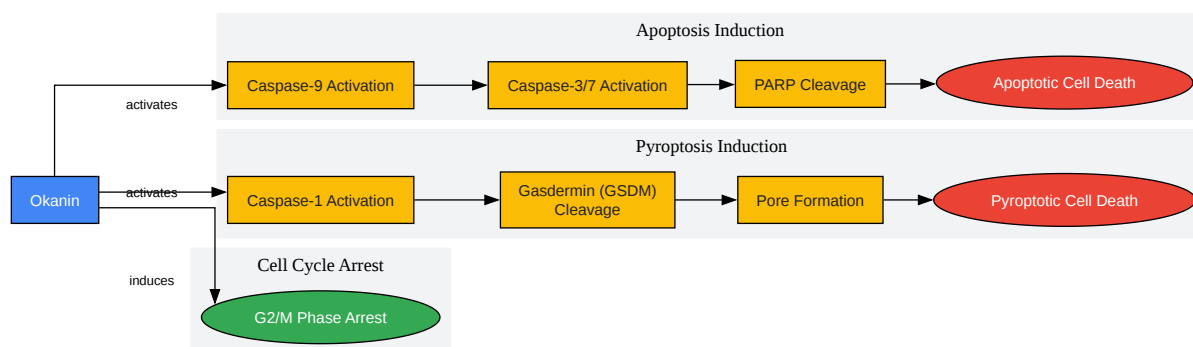 Apoptosis Induction
Caspase-9 Activation
Caspase-3/7 Activation
PARP Cleavage
Apoptotic Cell Death
activates
Pyroptosis Induction
Okanin
activates
Caspase-1 Activation
Gasdermin (GSDM)
Cleavage
Pore Formation
Pyroptotic Cell Death
Cell Cycle Arrest
induces
G2/M Phase Arrest